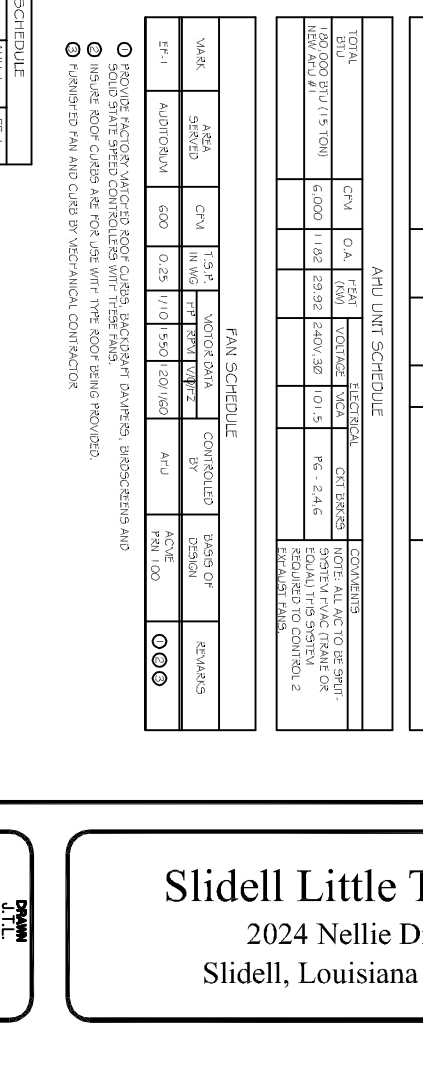 AHU UNIT SCHEDULE
TOTAL BTU
CFM
O.A.
HEAT (KW)
ELECTRICAL
VOLTAGE
MCA
CKT BRKRS
COMMENTS
180,000 BTU (15 TON)
NEW AHU #1
6,000
1182
29.92
240V,3Ø
101.5
P6 - 2,4,6
NOTE: ALL A/C TO BE SPLIT-
SYSTEM HVAC (TRANE OR
EQUAL) THIS SYSTEM
REQUIRED TO CONTROL 2
EXHAUST FANS.
FAN SCHEDULE
MARK
AREA SERVED
CFM
T.S.P. IN WG
MOTOR DATA
HP
RPM
V/Ø/HZ
CONTROLLED BY
BASIS OF DESIGN
REMARKS
EF-1
AUDITORIUM
600
0.25
1/10
1550
120/1/60
AHU
ACME
PRN 100
① ② ③
① PROVIDE FACTORY MATCHED ROOF CURBS, BACKDRAFT DAMPERS, BIRDSCREENS AND
SOLID STATE SPEED CONTROLLERS WITH THESE FANS.
② INSURE ROOF CURBS ARE FOR USE WITH TYPE ROOF BEING PROVIDED.
③ FURNISHED FAN AND CURB BY MECHANICAL CONTRACTOR
SCHEDULE
DRAWN
J.T.L.
Slidell Little
2024 Nellie
Slidell, Louisiana